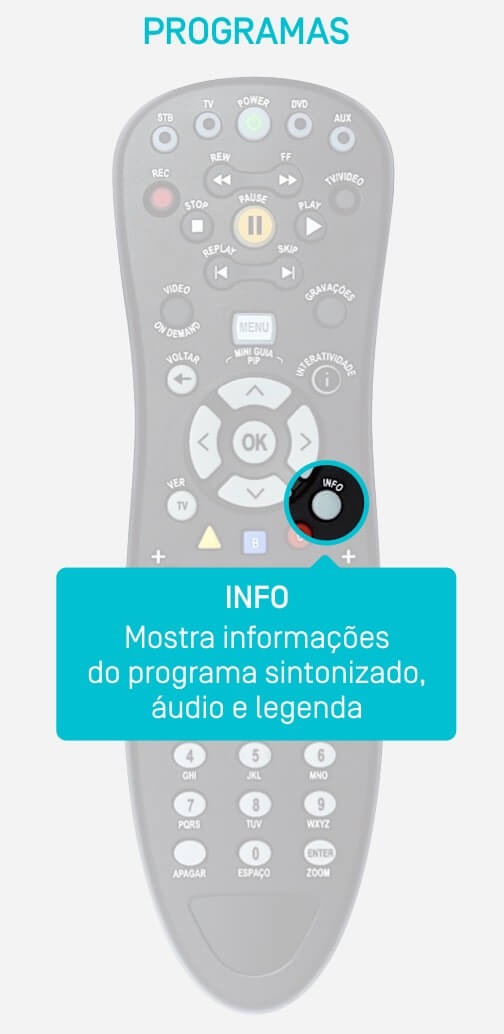 PROGRAMAS
STB TV POWER DVD AUX
REW FF
REC TV/VIDEO
STOP PAUSE PLAY
REPLAY SKIP
VIDEO
ON DEMAND
GRAVAÇÕES
MENU
MINI GUIA
PIP
VOLTAR
INTERATIVIDADE
i
OK
VER
TV
INFO
B
+ +
INFO
Mostra informações
do programa sintonizado,
áudio e legenda
4 5 6
GHI JKL MNO
7 8 9
PQRS TUV WXYZ
0 ENTER
APAGAR ESPAÇO ZOOM